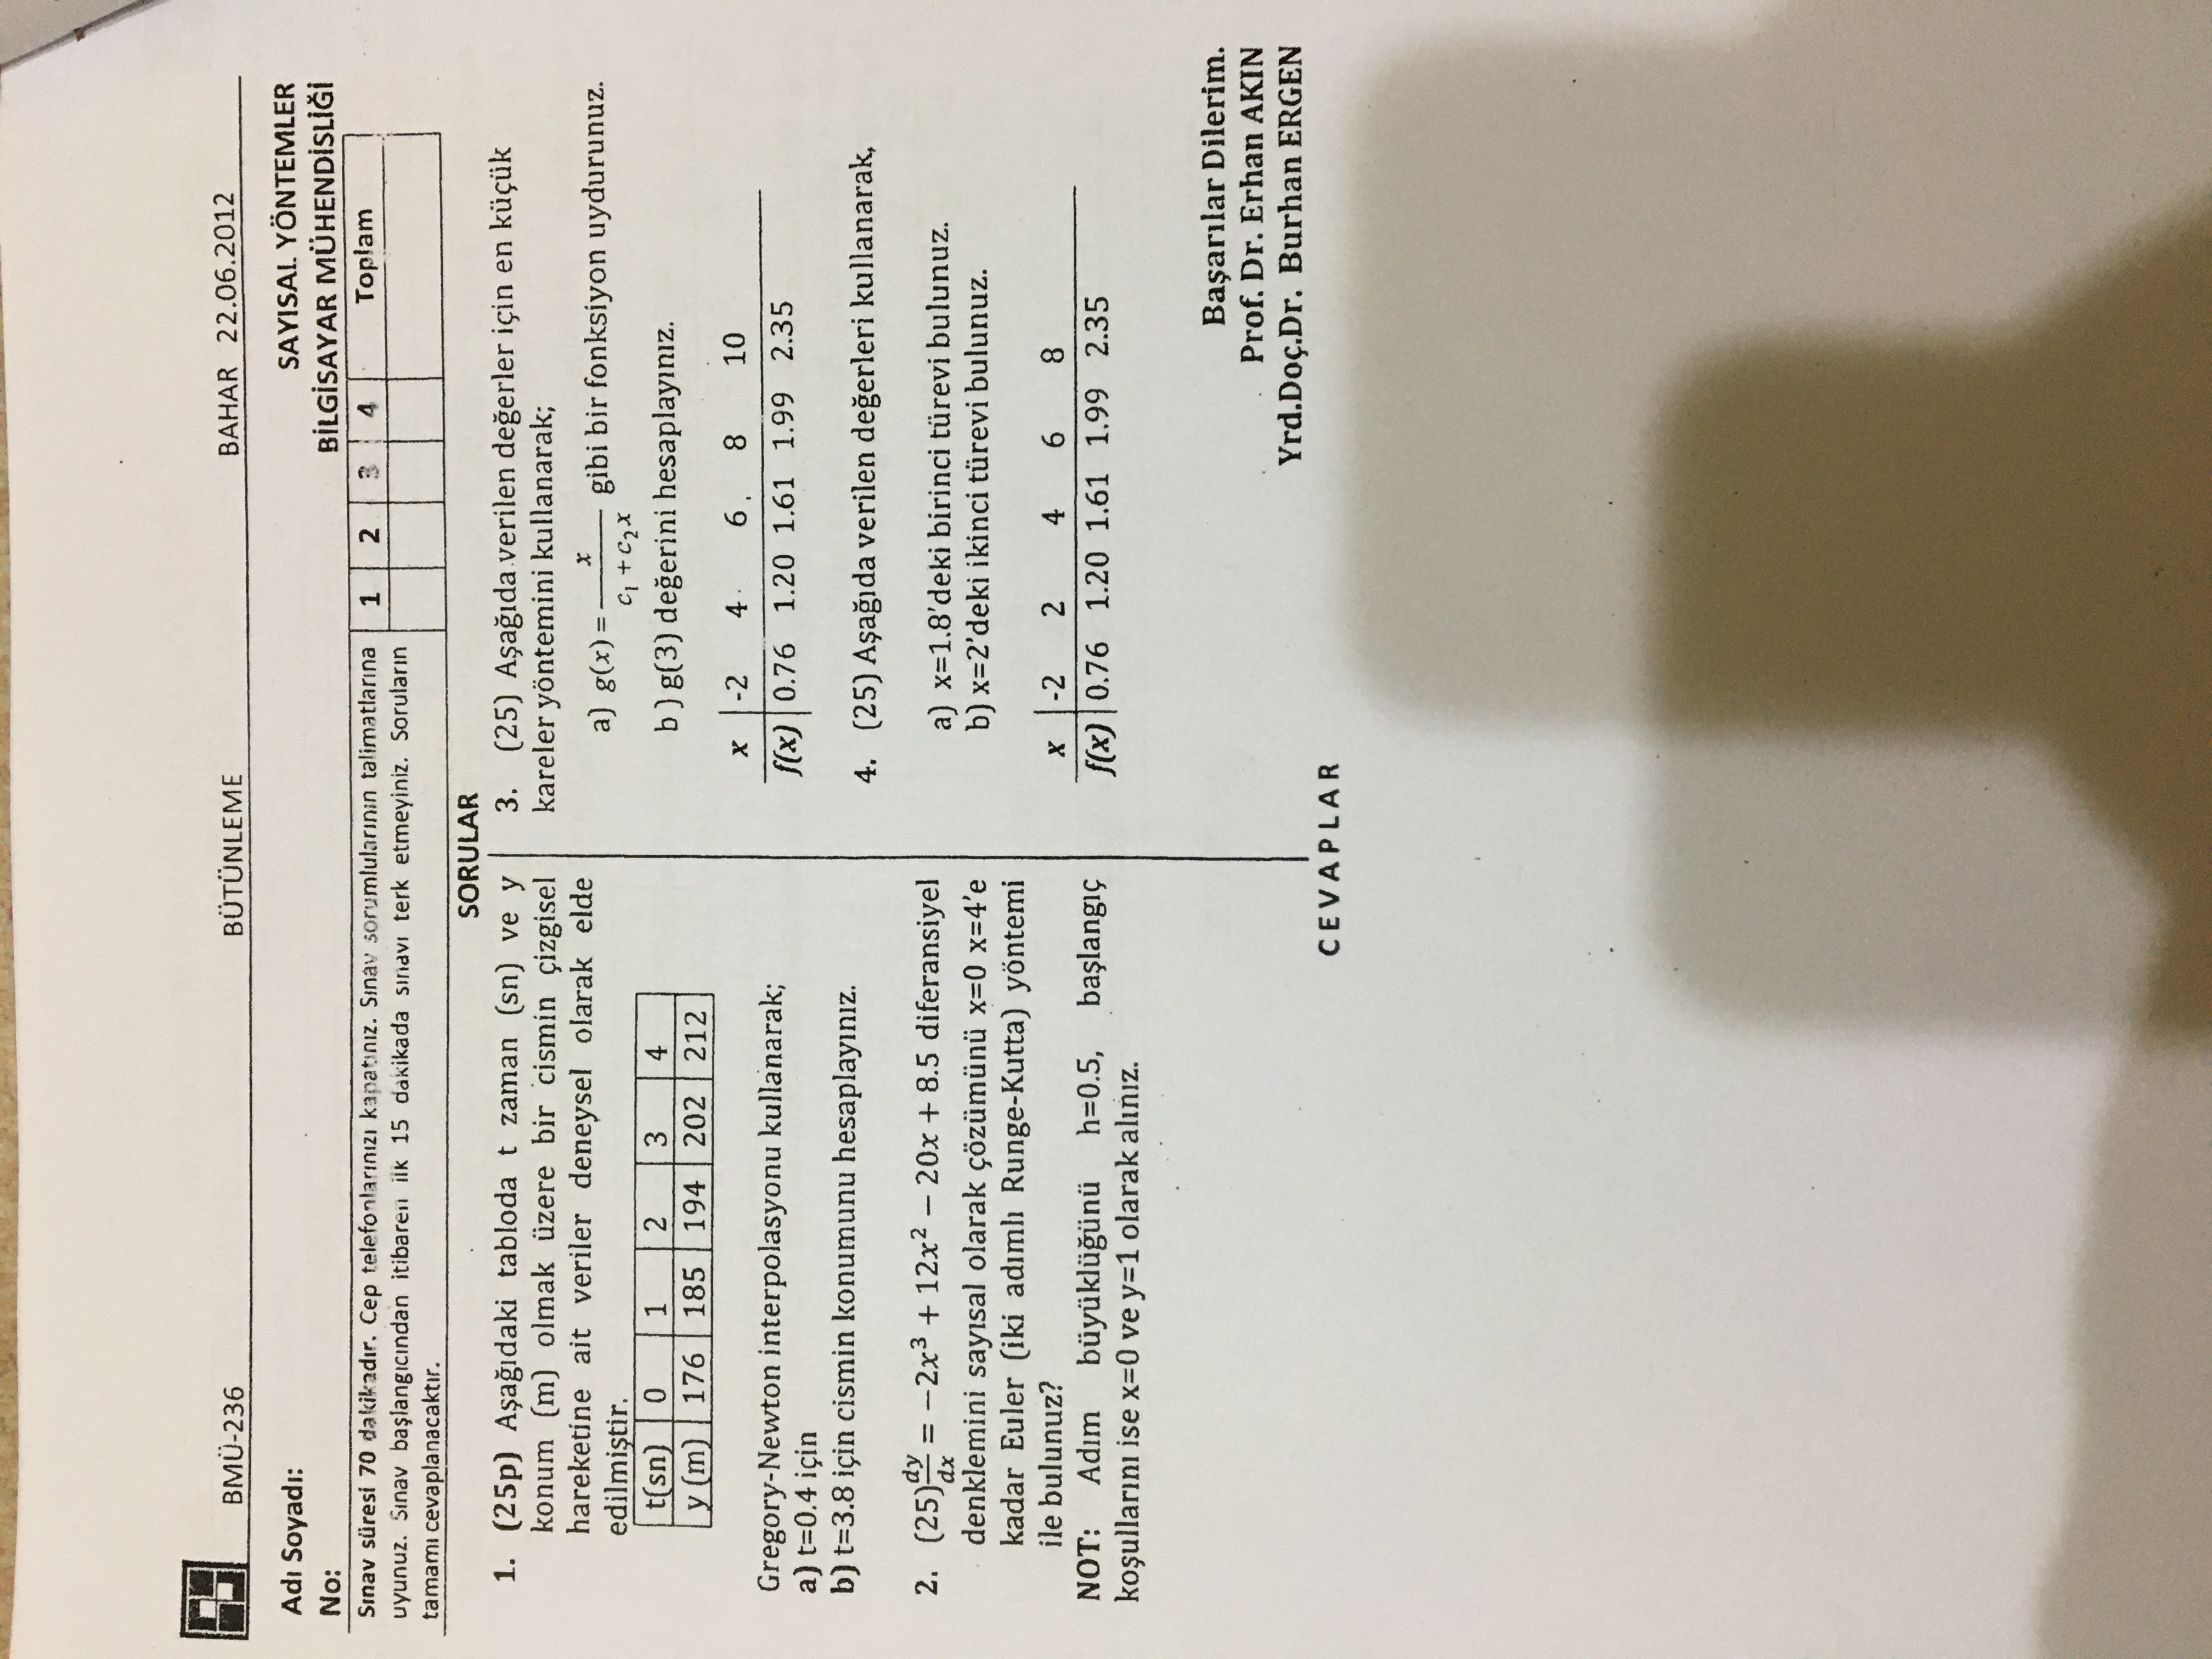 BMÜ-236 BÜTÜNLEME BAHAR 22.06.2012
Adı Soyadı:
No:
SAYISAL YÖNTEMLER
BİLGİSAYAR MÜHENDİSLİĞİ
Sınav süresi 70 dakikadır. Cep telefonlarınızı kapatınız. Sınav sorumlularının talimatlarına
uyunuz. Sınav başlangıcından itibaren ilk 15 dakikada sınavı terk etmeyiniz. Soruların
tamamı cevaplanacaktır.
1 2 3 4 Toplam
SORULAR
1. (25p) Aşağıdaki tabloda t zaman (sn) ve y
konum (m) olmak üzere bir cismin çizgisel
hareketine ait veriler deneysel olarak elde
edilmiştir.
t(sn) 0 1 2 3 4
y (m) 176 185 194 202 212
Gregory-Newton interpolasyonu kullanarak;
a) t=0.4 için
b) t=3.8 için cismin konumunu hesaplayınız.
2. (25) dy/dx = −2x³ + 12x² − 20x + 8.5 diferansiyel
denklemini sayısal olarak çözümünü x=0 x=4'e
kadar Euler (iki adımlı Runge-Kutta) yöntemi
ile bulunuz?
NOT: Adım büyüklüğünü h=0.5, başlangıç
koşullarını ise x=0 ve y=1 olarak alınız.
3. (25) Aşağıda verilen değerler için en küçük
kareler yöntemini kullanarak;
a) g(x) = x / (c₁ + c₂x) gibi bir fonksiyon uydurunuz.
b ) g(3) değerini hesaplayınız.
x -2 4 6 8 10
f(x) 0.76 1.20 1.61 1.99 2.35
4. (25) Aşağıda verilen değerleri kullanarak,
a) x=1.8'deki birinci türevi bulunuz.
b) x=2'deki ikinci türevi bulunuz.
x -2 2 4 6 8
f(x) 0.76 1.20 1.61 1.99 2.35
Başarılar Dilerim.
Prof. Dr. Erhan AKIN
Yrd.Doç.Dr. Burhan ERGEN
CEVAPLAR